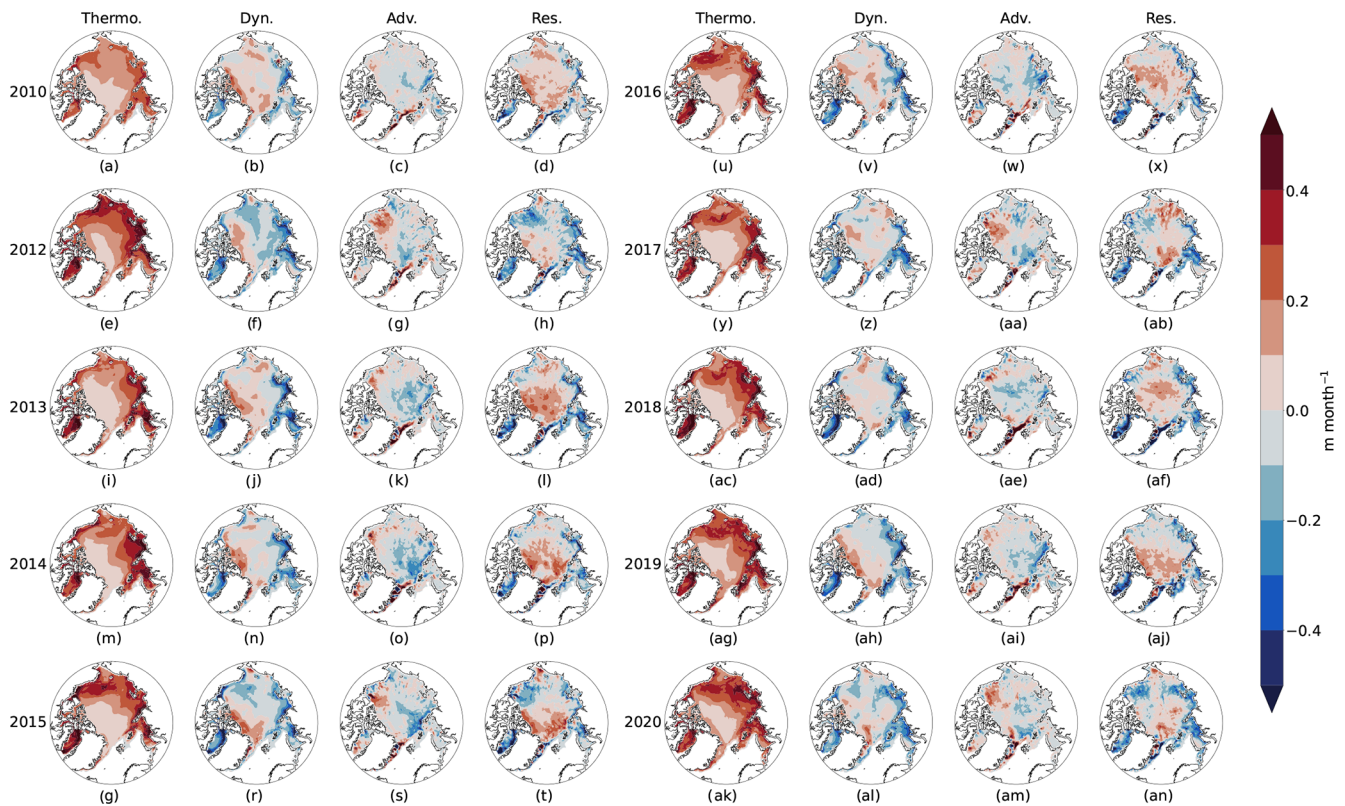 Thermo. Dyn. Adv. Res. Thermo. Dyn. Adv. Res.
2010 2016
(a) (b) (c) (d) (u) (v) (w) (x)
2012 2017
(e) (f) (g) (h) (y) (z) (aa) (ab)
2013 2018
(i) (j) (k) (l) (ac) (ad) (ae) (af)
2014 2019
(m) (n) (o) (p) (ag) (ah) (ai) (aj)
2015 2020
(g) (r) (s) (t) (ak) (al) (am) (an)
0.4
0.2
0.0
−0.2
−0.4
m month⁻¹